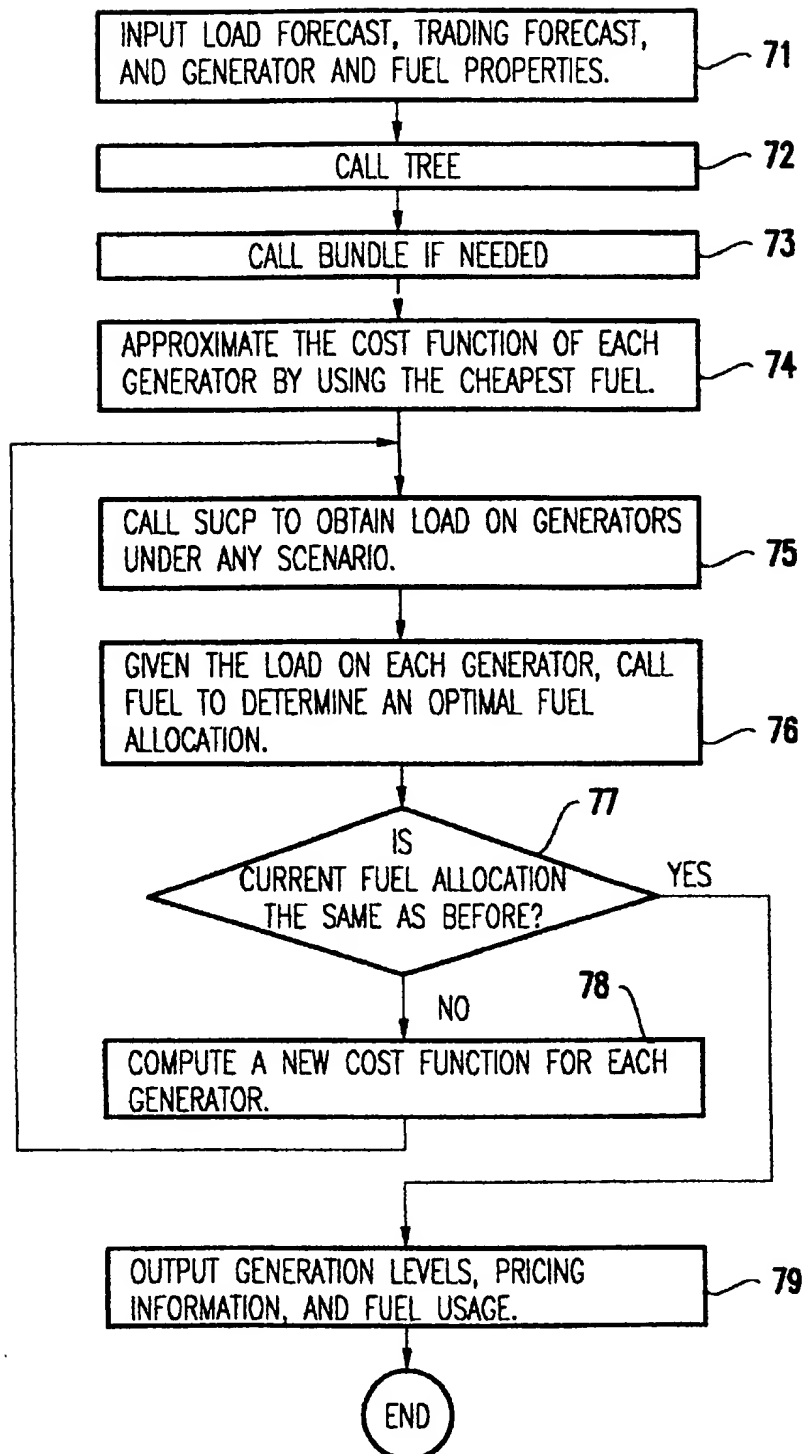 INPUT LOAD FORECAST, TRADING FORECAST,
AND GENERATOR AND FUEL PROPERTIES.
71
CALL TREE
72
CALL BUNDLE IF NEEDED
73
APPROXIMATE THE COST FUNCTION OF EACH
GENERATOR BY USING THE CHEAPEST FUEL.
74
CALL SUCP TO OBTAIN LOAD ON GENERATORS
UNDER ANY SCENARIO.
75
GIVEN THE LOAD ON EACH GENERATOR, CALL
FUEL TO DETERMINE AN OPTIMAL FUEL
ALLOCATION.
76
77
IS
CURRENT FUEL ALLOCATION
THE SAME AS BEFORE?
YES
NO
78
COMPUTE A NEW COST FUNCTION FOR EACH
GENERATOR.
OUTPUT GENERATION LEVELS, PRICING
INFORMATION, AND FUEL USAGE.
79
END